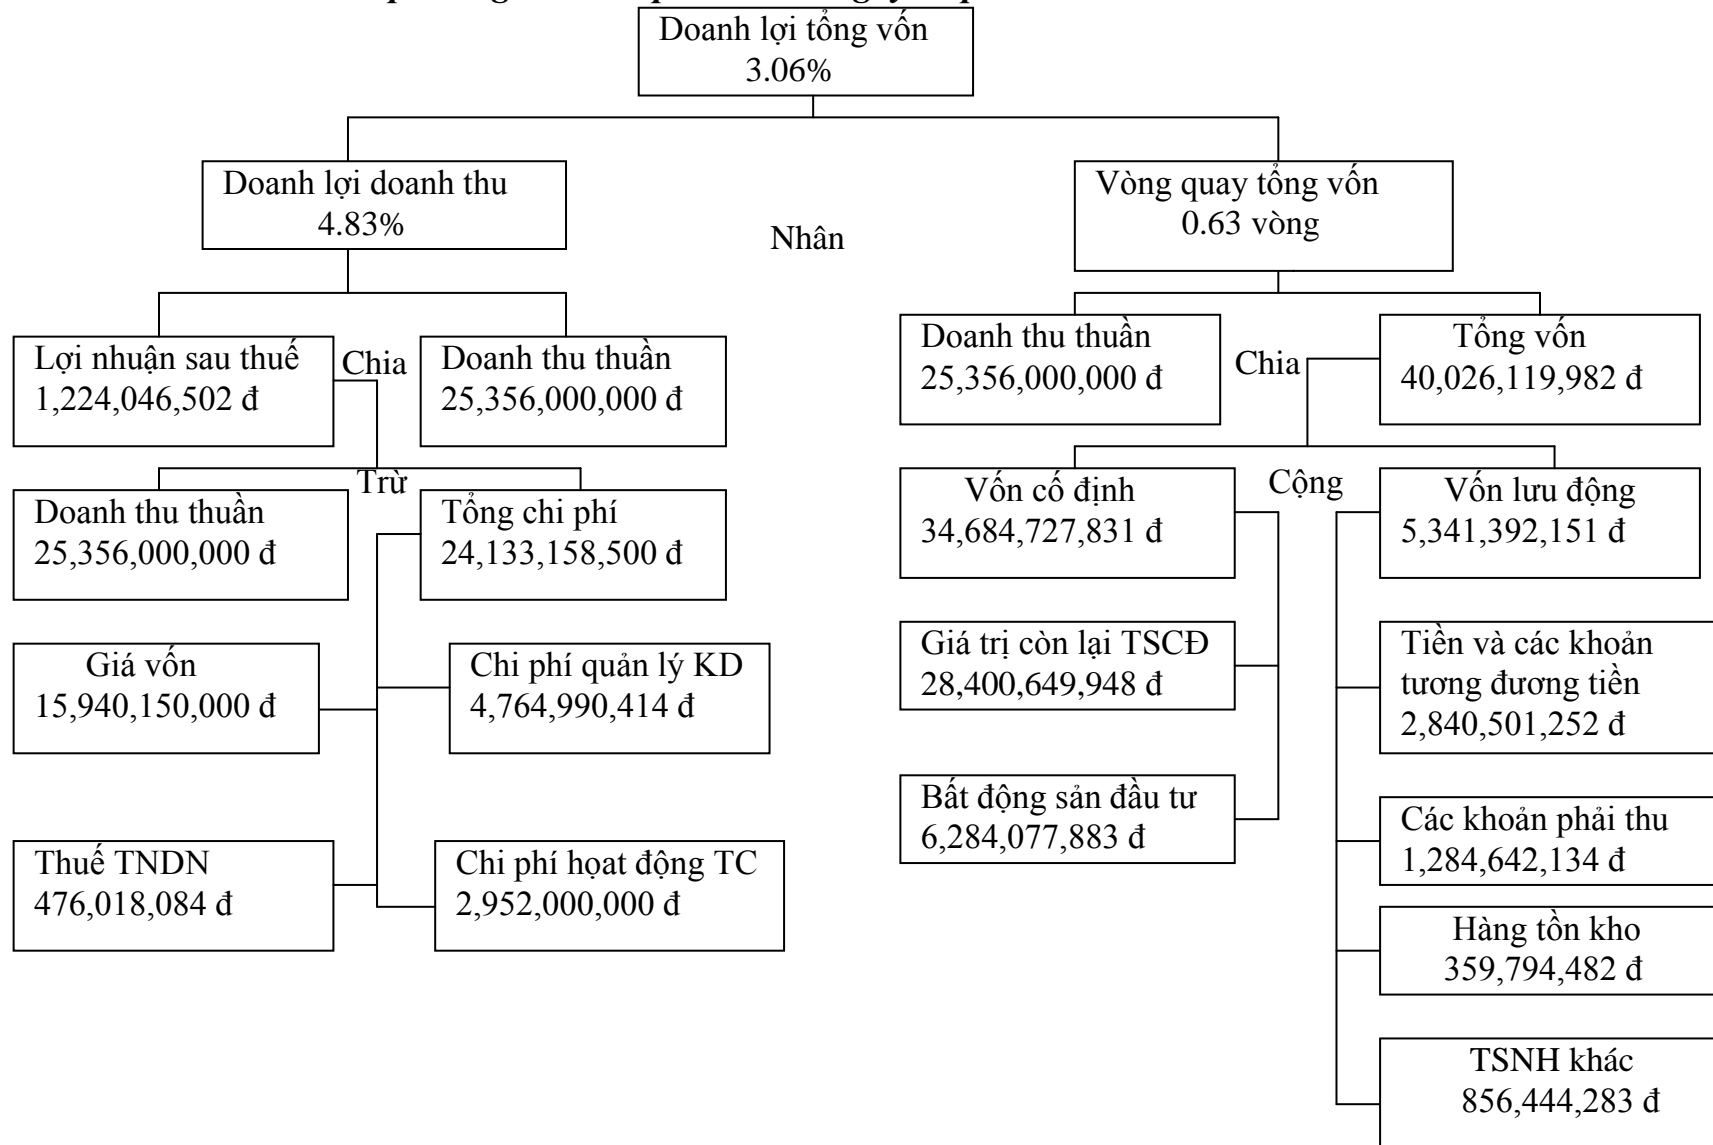 Doanh lợi tổng vốn
3.06%
Doanh lợi doanh thu
4.83%
Nhân
Vòng quay tổng vốn
0.63 vòng
Lợi nhuận sau thuế
1,224,046,502 đ
Chia
Doanh thu thuần
25,356,000,000 đ
Doanh thu thuần
25,356,000,000 đ
Chia
Tổng vốn
40,026,119,982 đ
Trừ
Doanh thu thuần
25,356,000,000 đ
Tổng chi phí
24,133,158,500 đ
Vốn cố định
34,684,727,831 đ
Cộng
Vốn lưu động
5,341,392,151 đ
Giá vốn
15,940,150,000 đ
Chi phí quản lý KD
4,764,990,414 đ
Giá trị còn lại TSCĐ
28,400,649,948 đ
Tiền và các khoản
tương đương tiền
2,840,501,252 đ
Thuế TNDN
476,018,084 đ
Chi phí họat động TC
2,952,000,000 đ
Bất động sản đầu tư
6,284,077,883 đ
Các khoản phải thu
1,284,642,134 đ
Hàng tồn kho
359,794,482 đ
TSNH khác
856,444,283 đ